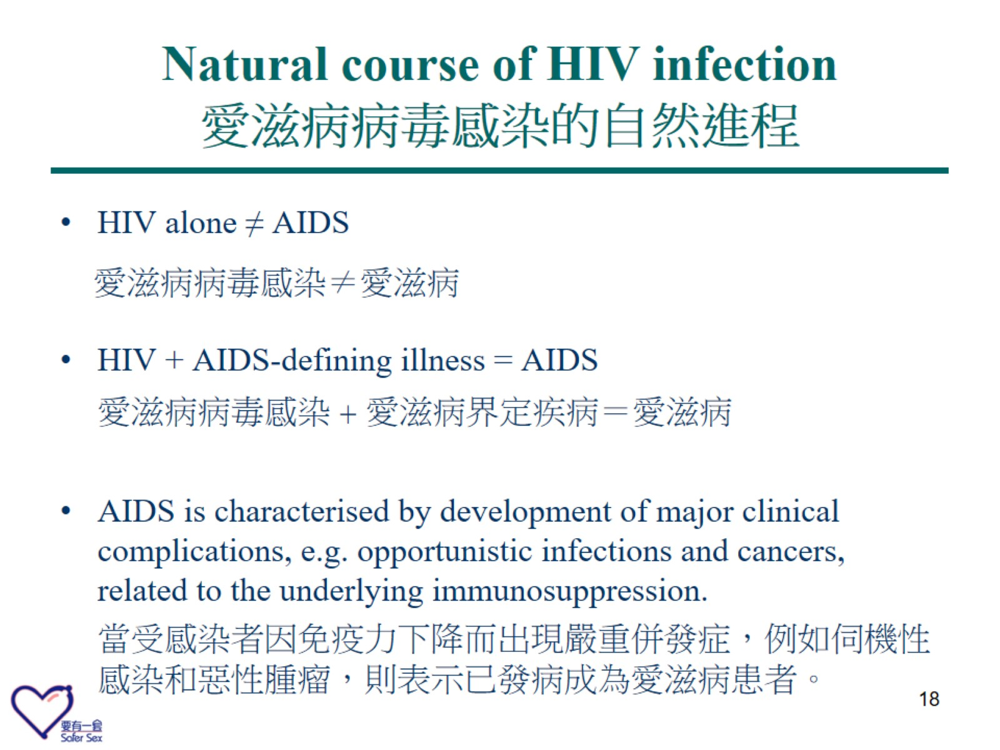 Natural course of HIV infection
愛滋病病毒感染的自然進程
• HIV alone ≠ AIDS
愛滋病病毒感染≠愛滋病
• HIV + AIDS-defining illness = AIDS
愛滋病病毒感染 + 愛滋病界定疾病＝愛滋病
• AIDS is characterised by development of major clinical
complications, e.g. opportunistic infections and cancers,
related to the underlying immunosuppression.
當受感染者因免疫力下降而出現嚴重併發症，例如伺機性
感染和惡性腫瘤，則表示已發病成為愛滋病患者。
18
要有一套
Safer Sex